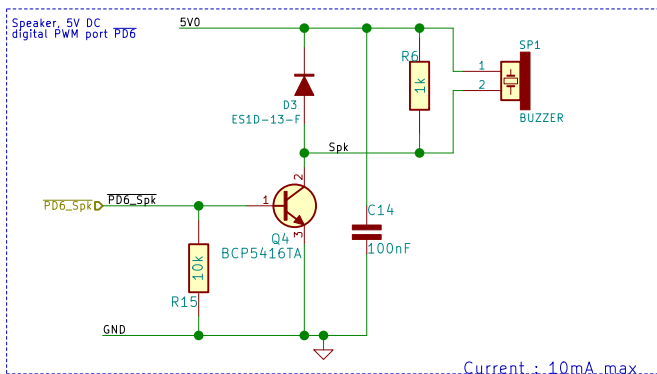 Speaker, 5V DC
digital PWM port PD6
5V0
SP1
R6
1
1k
2
D3
ES1D-13-F
BUZZER
Spk
2
PD6_Spk
PD6_Spk
1
C14
3
Q4
100nF
BCP5416TA
10k
R15
GND
Current : 10mA max